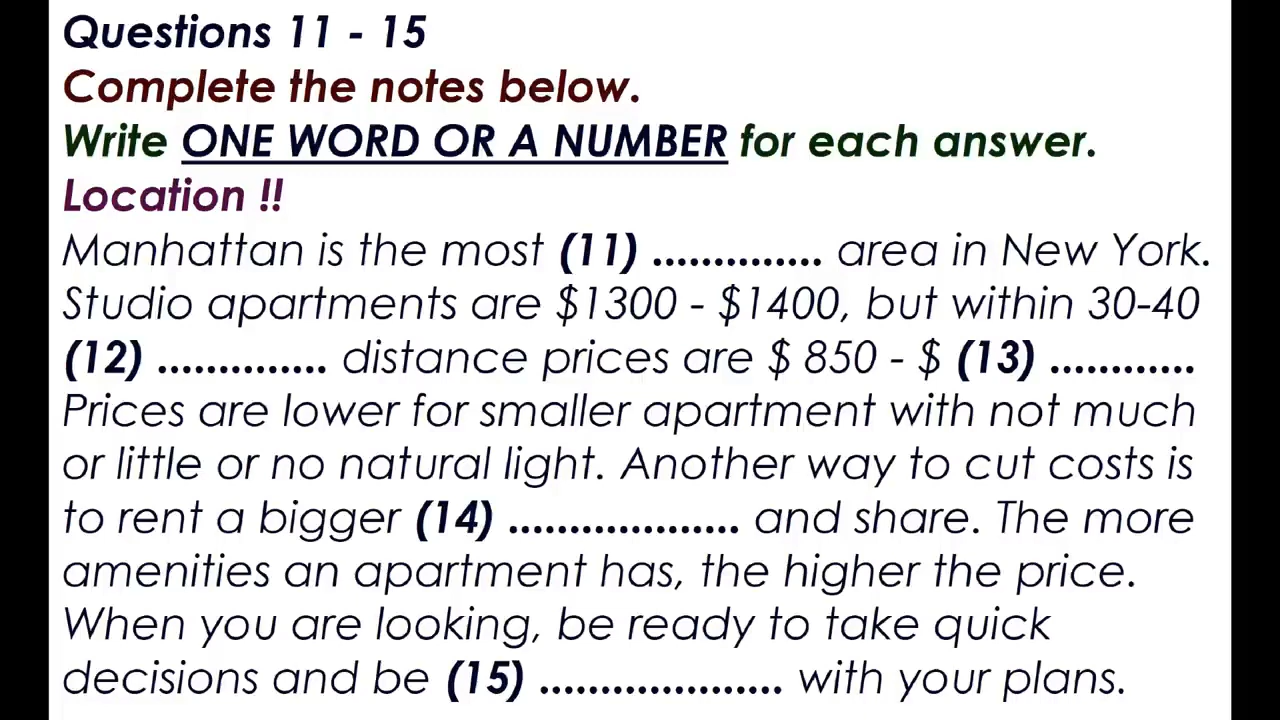 Questions 11 - 15
Complete the notes below.
Write ONE WORD OR A NUMBER for each answer.
Location !!
Manhattan is the most (11) .............. area in New York.
Studio apartments are $1300 - $1400, but within 30-40
(12) .............. distance prices are $ 850 - $ (13) ............
Prices are lower for smaller apartment with not much
or little or no natural light. Another way to cut costs is
to rent a bigger (14) ................... and share. The more
amenities an apartment has, the higher the price.
When you are looking, be ready to take quick
decisions and be (15) .................... with your plans.